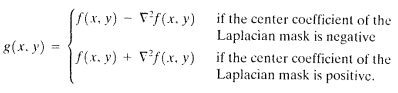 g(x, y) = { f(x, y) − ∇²f(x, y) if the center coefficient of the
Laplacian mask is negative
f(x, y) + ∇²f(x, y) if the center coefficient of the
Laplacian mask is positive.